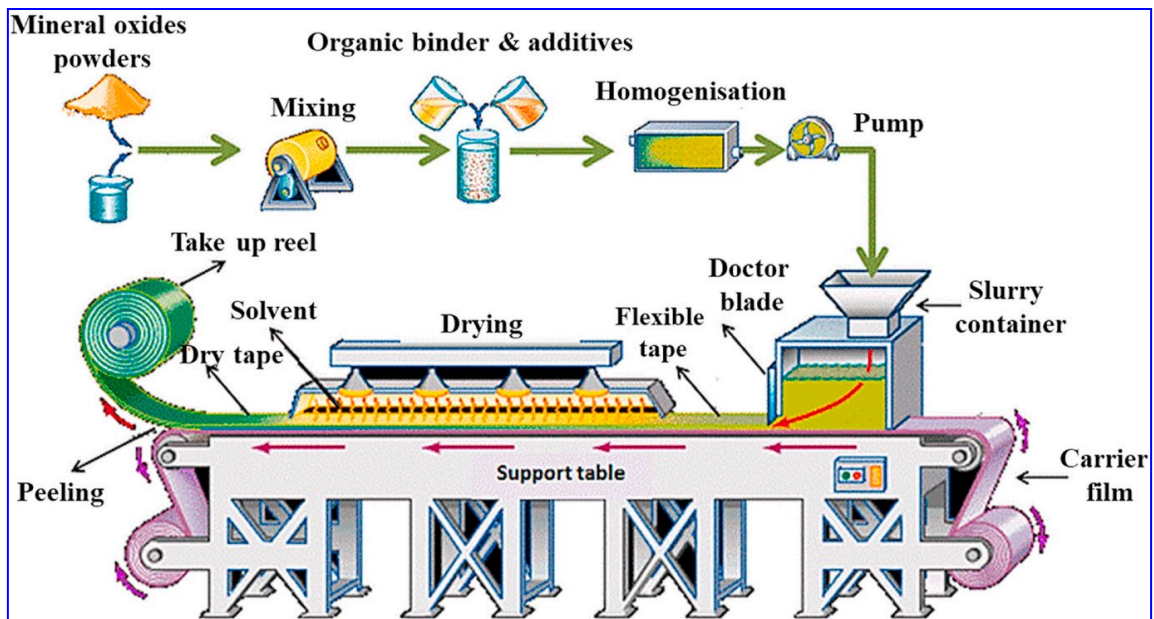 Mineral oxides
powders
Organic binder & additives
Mixing
Homogenisation
Pump
Take up reel
Solvent
Dry tape
Drying
Flexible
tape
Doctor
blade
Slurry
container
Peeling
Support table
Carrier
film